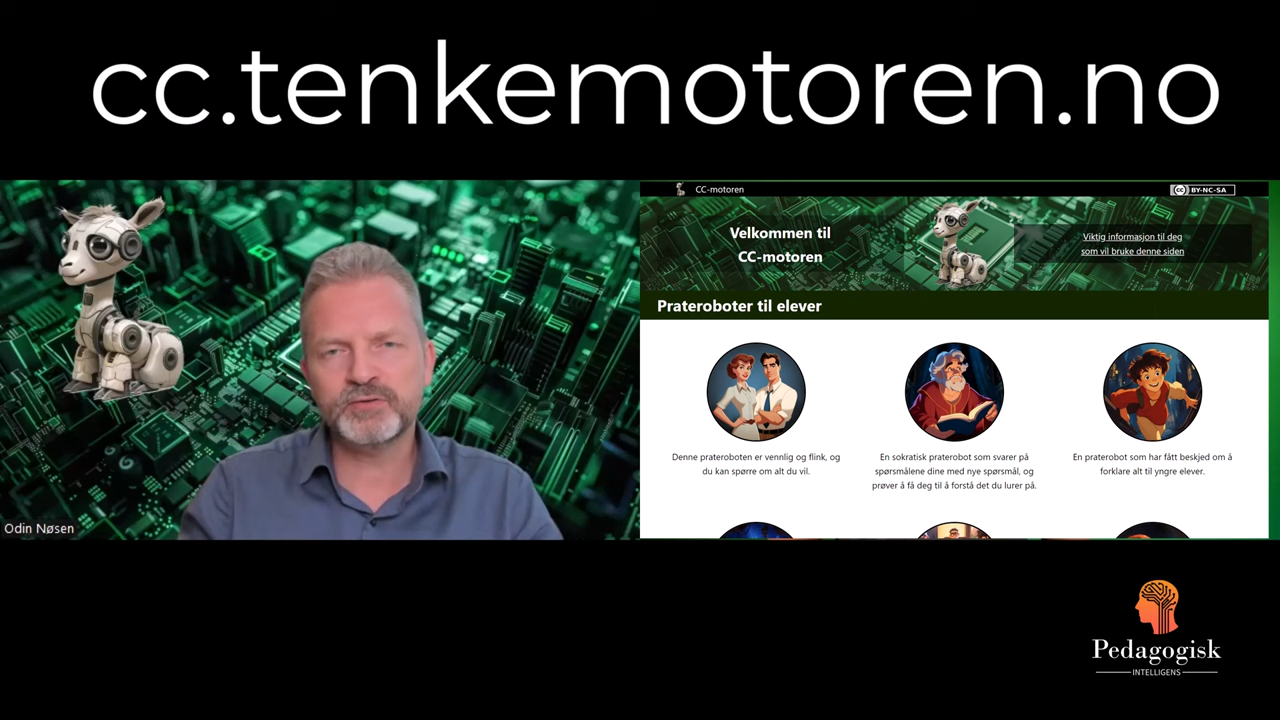 cc.tenkemotoren.no
CC-motoren
CC BY-NC-SA
Velkommen til
CC-motoren
Viktig informasjon til deg
som vil bruke denne siden
Prateroboter til elever
Denne prateroboten er vennlig og flink, og
du kan spørre om alt du vil.
En sokratisk praterobot som svarer på
spørsmålene dine med nye spørsmål, og
prøver å få deg til å forstå det du lurer på.
En praterobot som har fått beskjed om å
forklare alt til yngre elever.
Odin Nøsen
Pedagogisk
INTELLIGENS